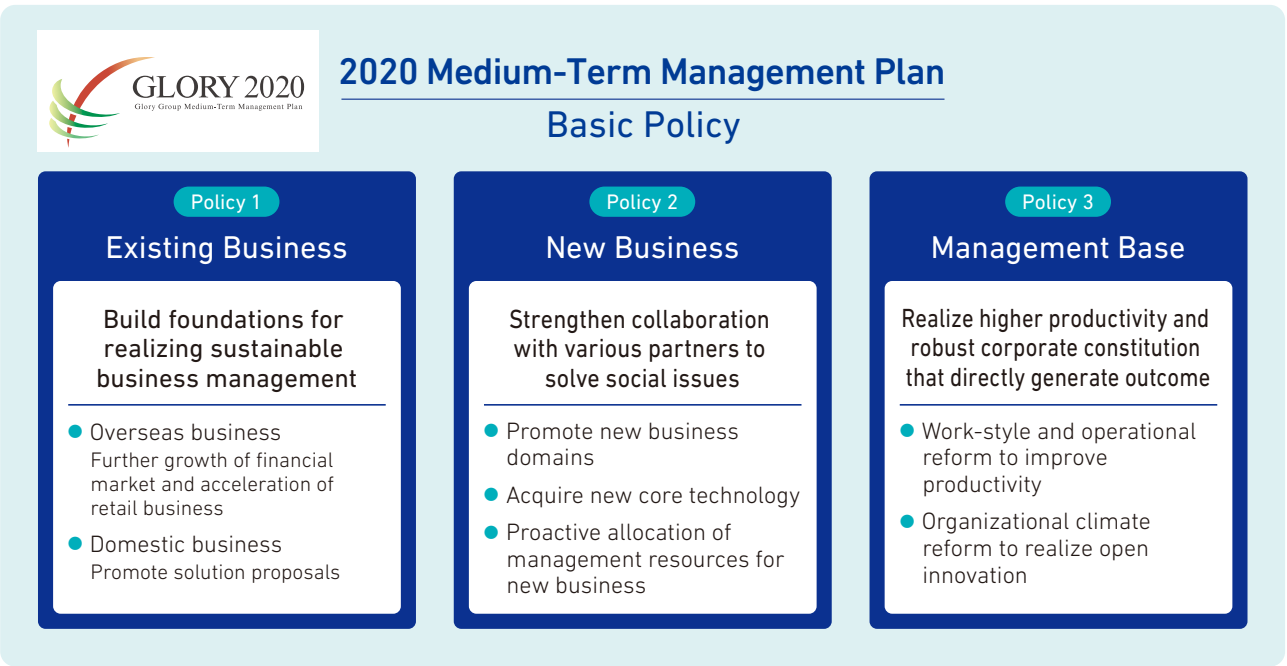 GLORY 2020
Glory Group Medium-Term Management Plan
2020 Medium-Term Management Plan
Basic Policy
Policy 1
Existing Business
Build foundations for
realizing sustainable
business management
● Overseas business
Further growth of financial
market and acceleration of
retail business
● Domestic business
Promote solution proposals
Policy 2
New Business
Strengthen collaboration
with various partners to
solve social issues
● Promote new business
domains
● Acquire new core technology
● Proactive allocation of
management resources for
new business
Policy 3
Management Base
Realize higher productivity and
robust corporate constitution
that directly generate outcome
● Work-style and operational
reform to improve
productivity
● Organizational climate
reform to realize open
innovation